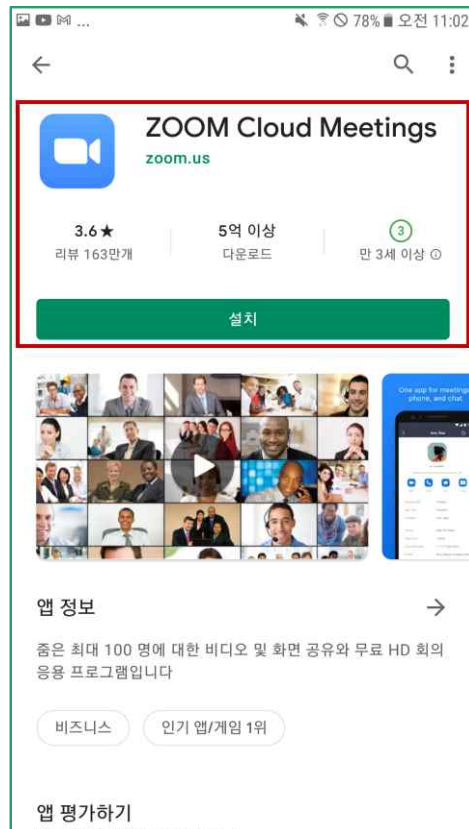 ... 78% 오전 11:02
ZOOM Cloud Meetings
zoom.us
3.6★ 5억 이상 3
리뷰 163만개 다운로드 만 3세 이상
설치
One app for meetings,
phone, and chat
앱 정보
줌은 최대 100 명에 대한 비디오 및 화면 공유와 무료 HD 회의
응용 프로그램입니다
비즈니스 인기 앱/게임 1위
앱 평가하기